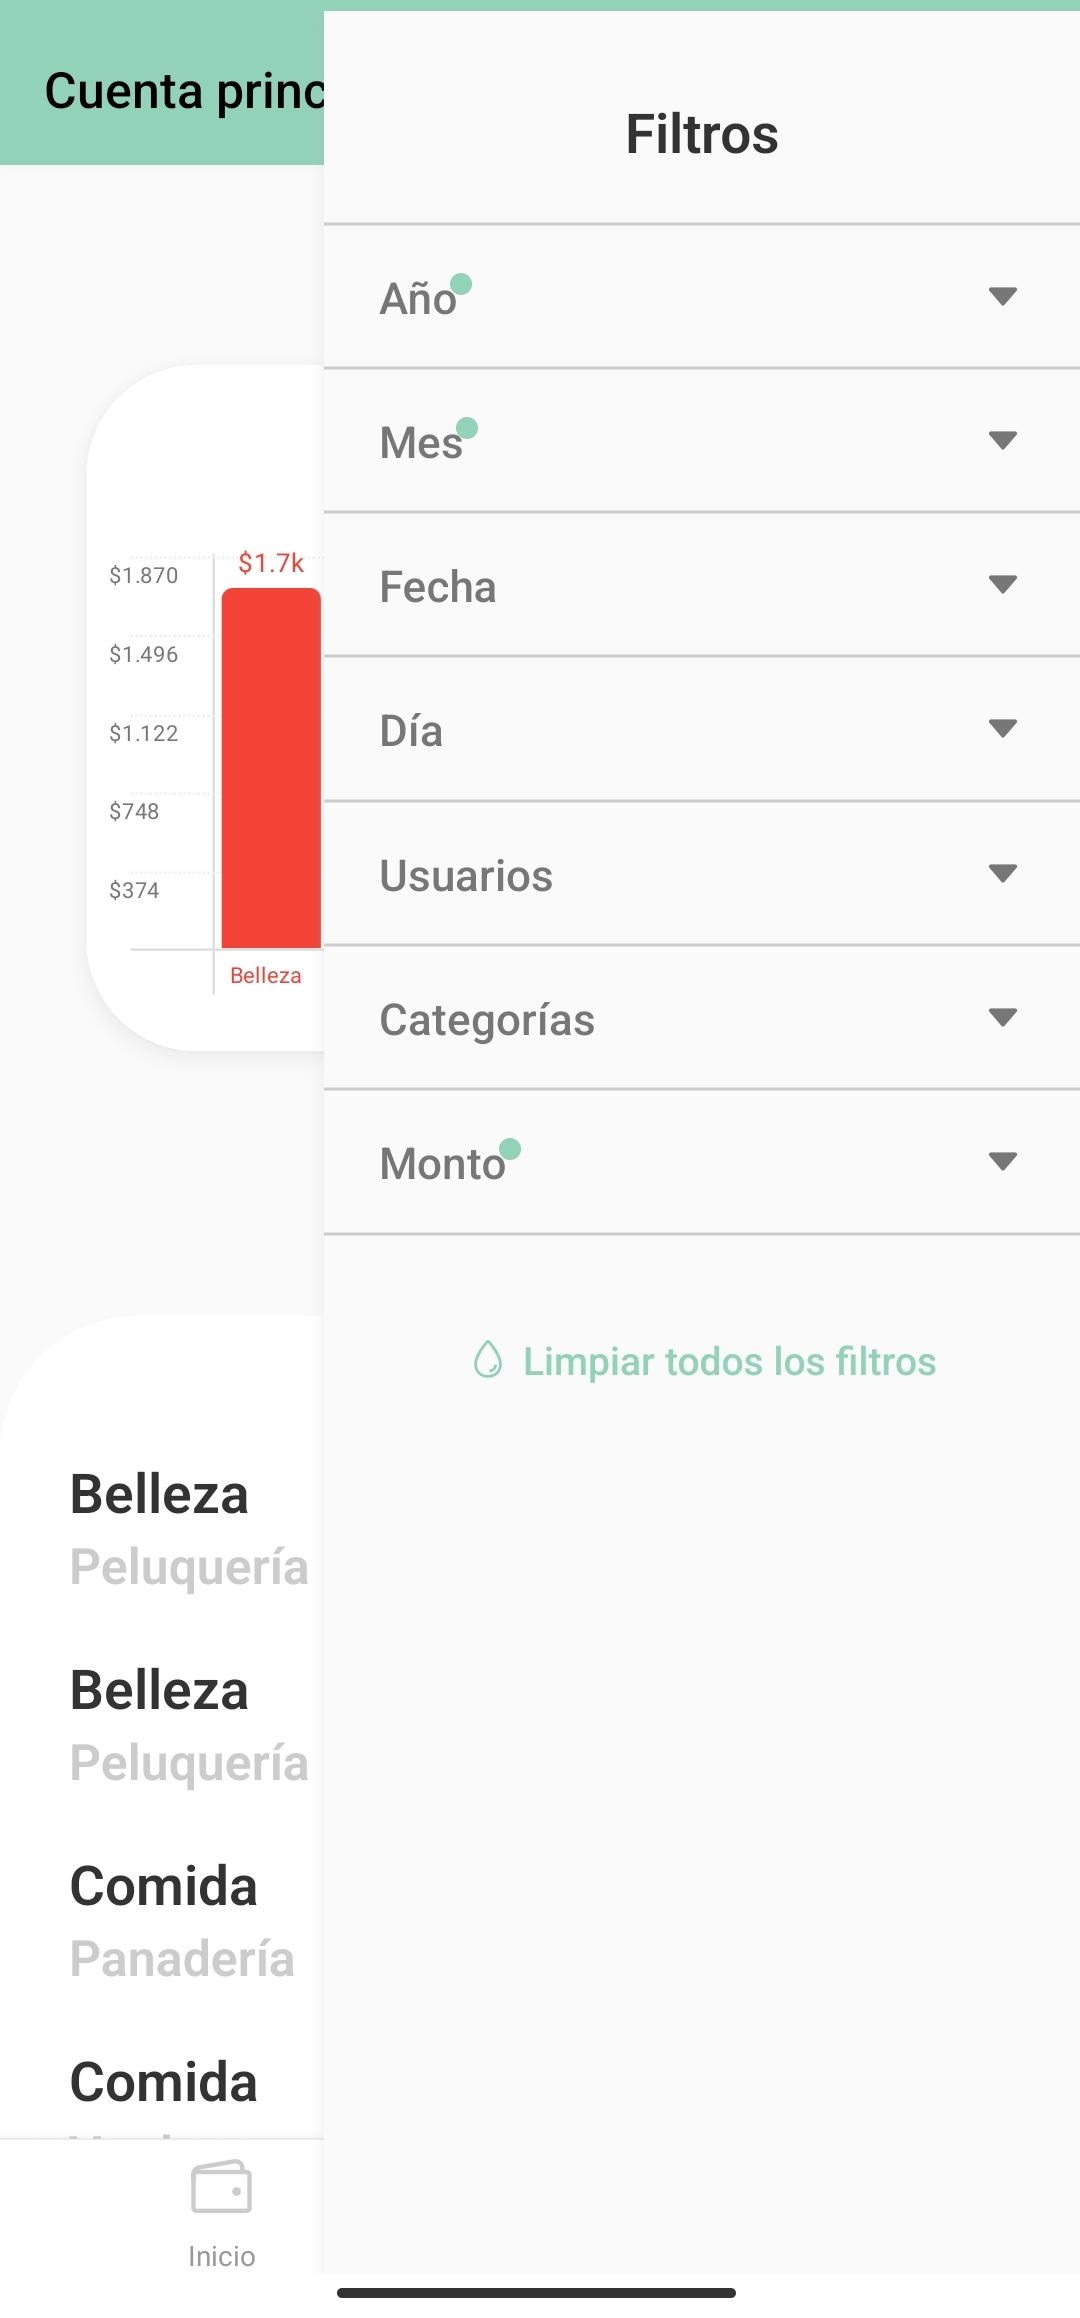 Cuenta princ
Filtros
Año
Mes
Fecha
Día
Usuarios
Categorías
Monto
Limpiar todos los filtros
$1.7k
$1.870
$1.496
$1.122
$748
$374
Belleza
Belleza
Peluquería
Belleza
Peluquería
Comida
Panadería
Comida
Inicio